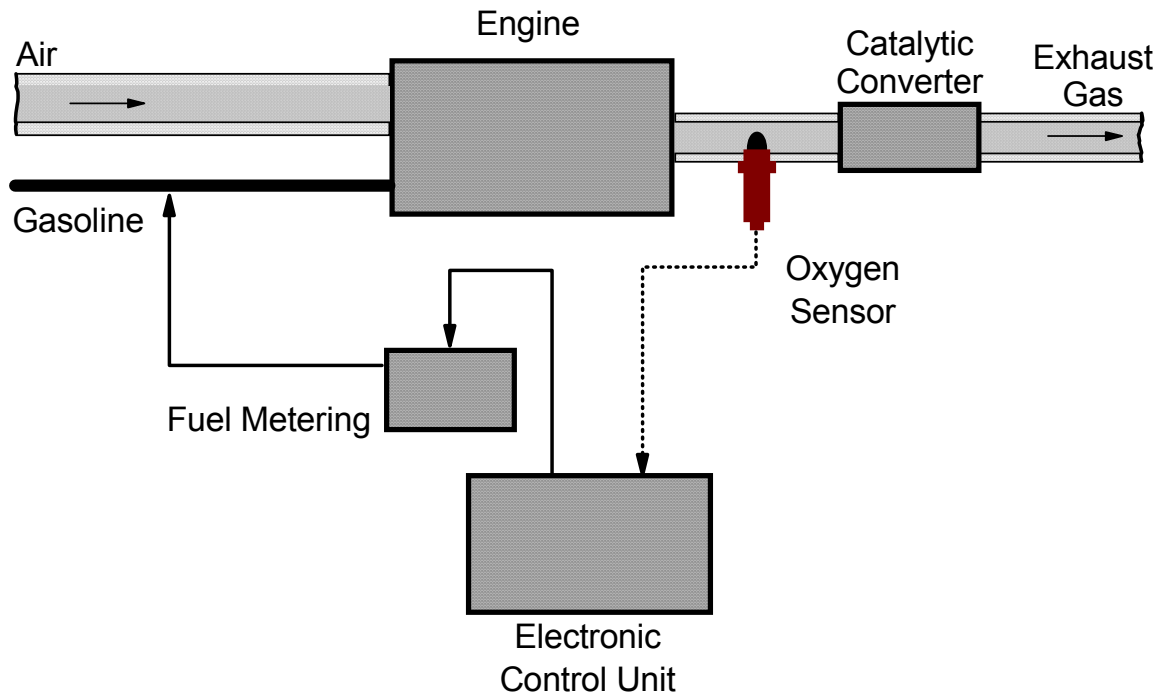 Engine
Air
Catalytic
Converter
Exhaust
Gas
Gasoline
Oxygen
Sensor
Fuel Metering
Electronic
Control Unit